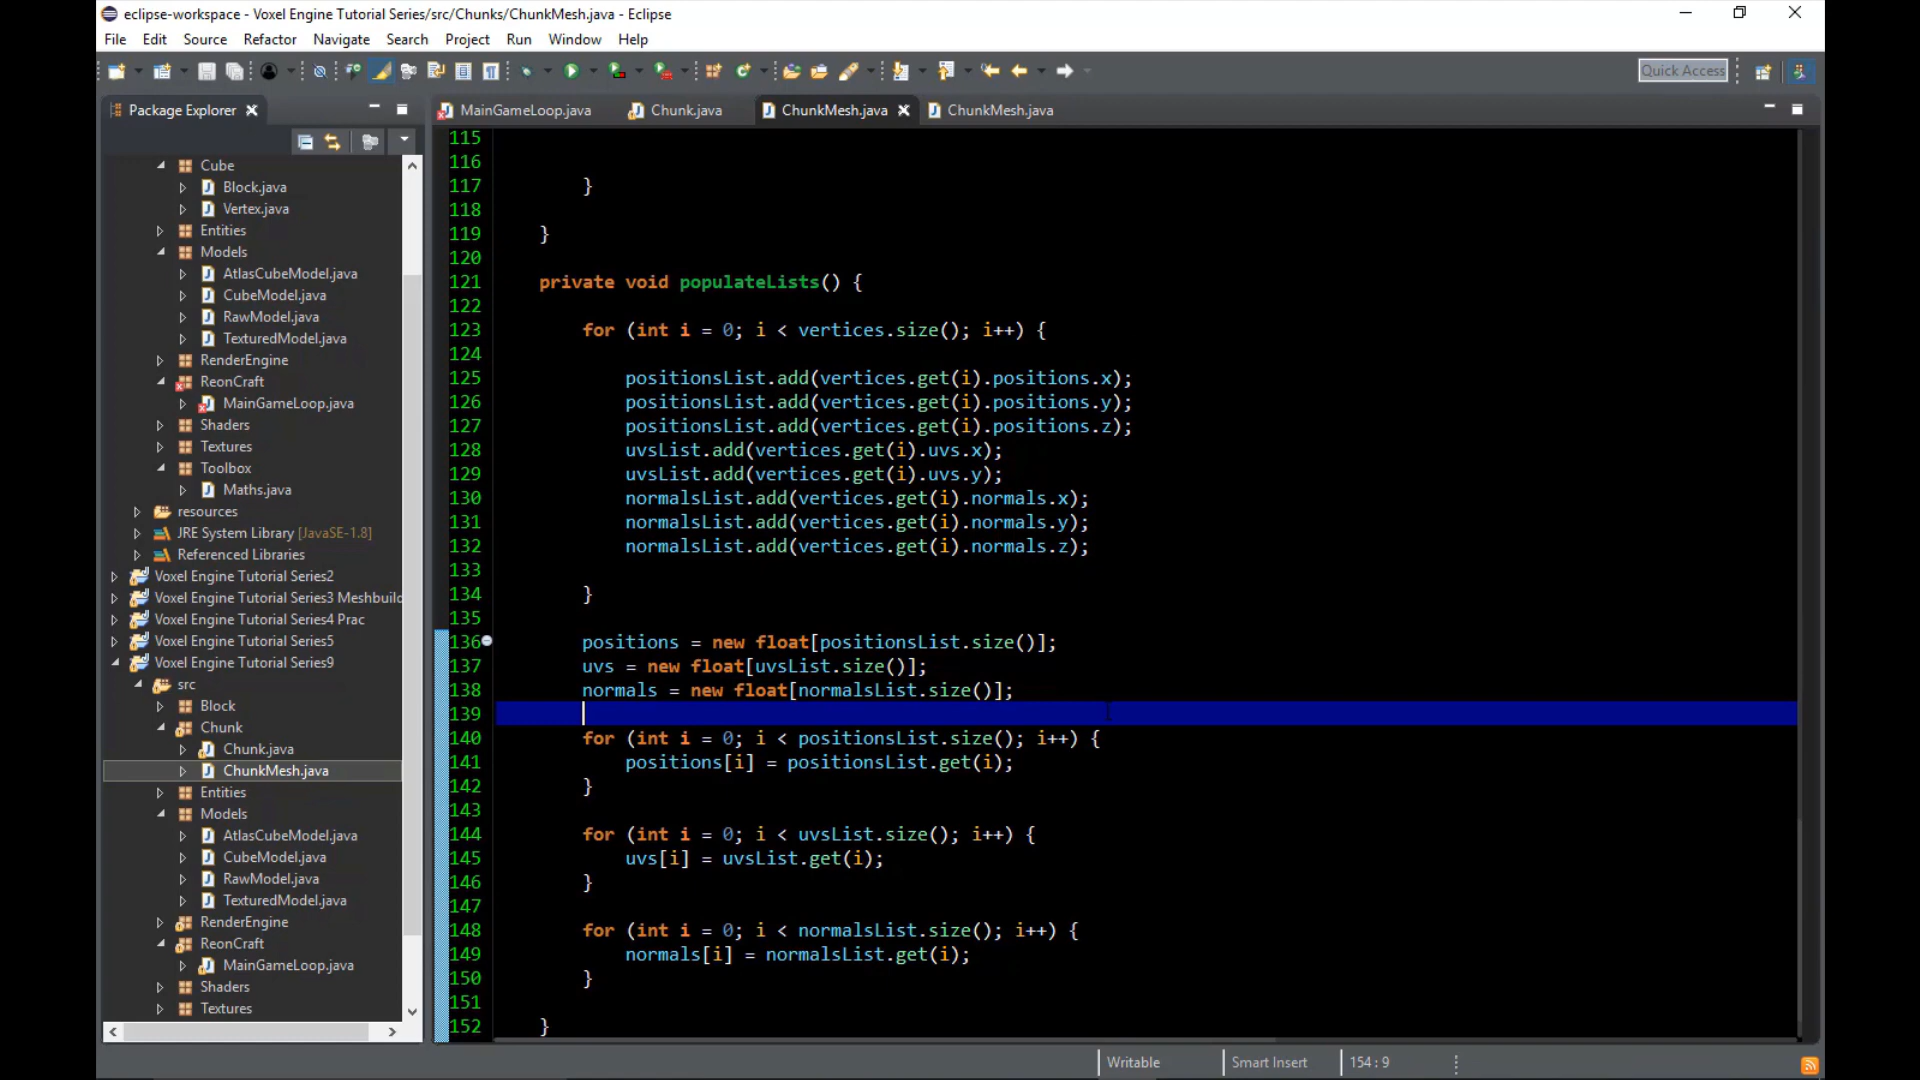 eclipse-workspace - Voxel Engine Tutorial Series/src/Chunks/ChunkMesh.java - Eclipse
File Edit Source Refactor Navigate Search Project Run Window Help
Quick Access
Package Explorer
MainGameLoop.java Chunk.java ChunkMesh.java ChunkMesh.java
Cube
Block.java
Vertex.java
Entities
Models
AtlasCubeModel.java
CubeModel.java
RawModel.java
TexturedModel.java
RenderEngine
ReonCraft
MainGameLoop.java
Shaders
Textures
Toolbox
Maths.java
resources
JRE System Library [JavaSE-1.8]
Referenced Libraries
Voxel Engine Tutorial Series2
Voxel Engine Tutorial Series3 Meshbuild
Voxel Engine Tutorial Series4 Prac
Voxel Engine Tutorial Series5
Voxel Engine Tutorial Series9
src
Block
Chunk
Chunk.java
ChunkMesh.java
Entities
Models
AtlasCubeModel.java
CubeModel.java
RawModel.java
TexturedModel.java
RenderEngine
ReonCraft
MainGameLoop.java
Shaders
Textures
115
116
117 }
118
119 }
120
121 private void populateLists() {
122
123 for (int i = 0; i < vertices.size(); i++) {
124
125 positionsList.add(vertices.get(i).positions.x);
126 positionsList.add(vertices.get(i).positions.y);
127 positionsList.add(vertices.get(i).positions.z);
128 uvsList.add(vertices.get(i).uvs.x);
129 uvsList.add(vertices.get(i).uvs.y);
130 normalsList.add(vertices.get(i).normals.x);
131 normalsList.add(vertices.get(i).normals.y);
132 normalsList.add(vertices.get(i).normals.z);
133
134 }
135
136 positions = new float[positionsList.size()];
137 uvs = new float[uvsList.size()];
138 normals = new float[normalsList.size()];
139
140 for (int i = 0; i < positionsList.size(); i++) {
141 positions[i] = positionsList.get(i);
142 }
143
144 for (int i = 0; i < uvsList.size(); i++) {
145 uvs[i] = uvsList.get(i);
146 }
147
148 for (int i = 0; i < normalsList.size(); i++) {
149 normals[i] = normalsList.get(i);
150 }
151
152 }
Writable Smart Insert 154 : 9